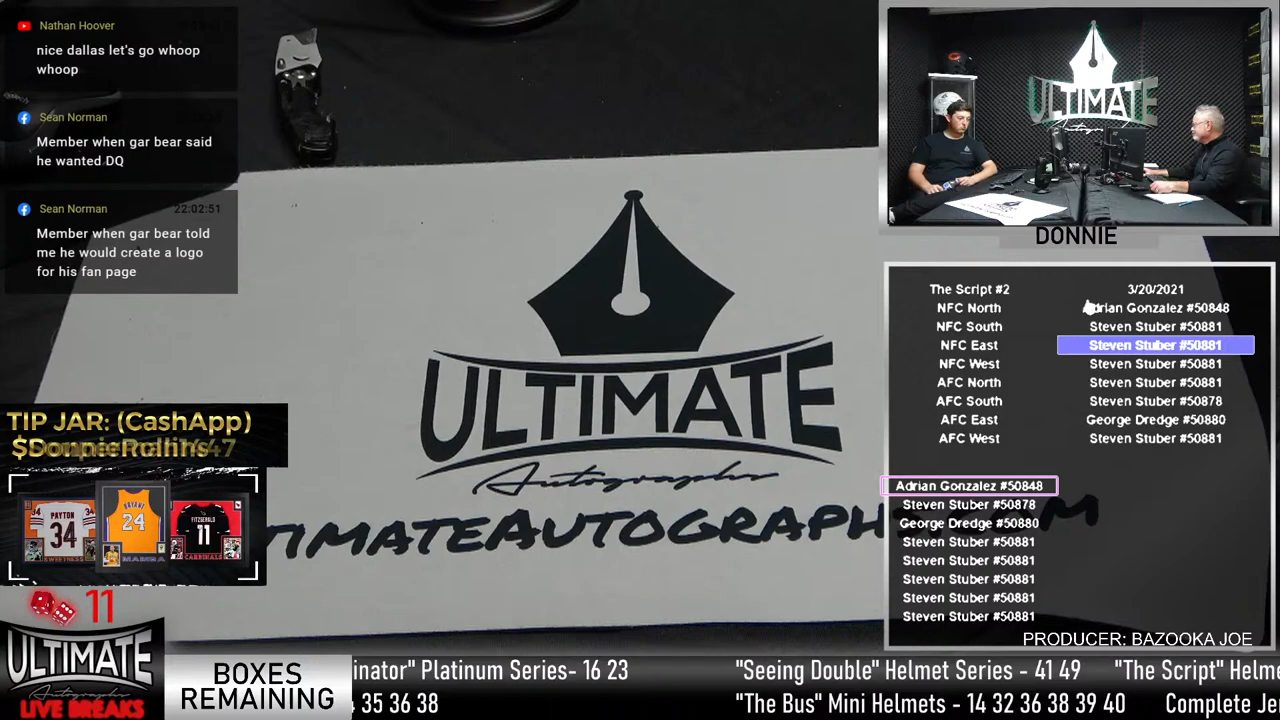 Nathan Hoover
nice dallas let's go whoop
whoop
Sean Norman
Member when gar bear said
he wanted DQ
Sean Norman 22:02:51
Member when gar bear told
me he would create a logo
for his fan page
ULTIMATE
Autographs
ULTIMATE
Autographs
DONNIE
The Script #2 3/20/2021
NFC North Adrian Gonzalez #50848
NFC South Steven Stuber #50881
NFC East Steven Stuber #50881
NFC West Steven Stuber #50881
AFC North Steven Stuber #50881
AFC South Steven Stuber #50878
AFC East George Dredge #50880
AFC West Steven Stuber #50881
Adrian Gonzalez #50848
Steven Stuber #50878
George Dredge #50880
Steven Stuber #50881
Steven Stuber #50881
Steven Stuber #50881
Steven Stuber #50881
Steven Stuber #50881
PRODUCER: BAZOOKA JOE
TIP JAR: (CashApp)
PAYTON
34
BRYANT
24
MAMBA
FITZGERALD
11
CARDINALS
11
ULTIMATE
Autographs
LIVE BREAKS
BOXES
REMAINING
inator" Platinum Series- 16 23 "Seeing Double" Helmet Series - 41 49 "The Script" Helme
35 36 38 "The Bus" Mini Helmets - 14 32 36 38 39 40 Complete Je